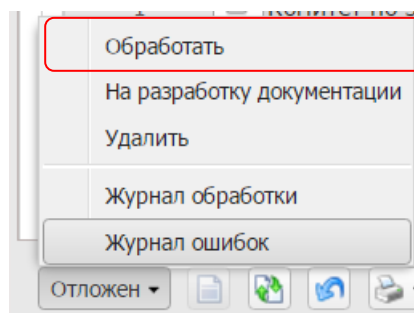 Обработать
На разработку документации
Удалить
Журнал обработки
Журнал ошибок
Отложен